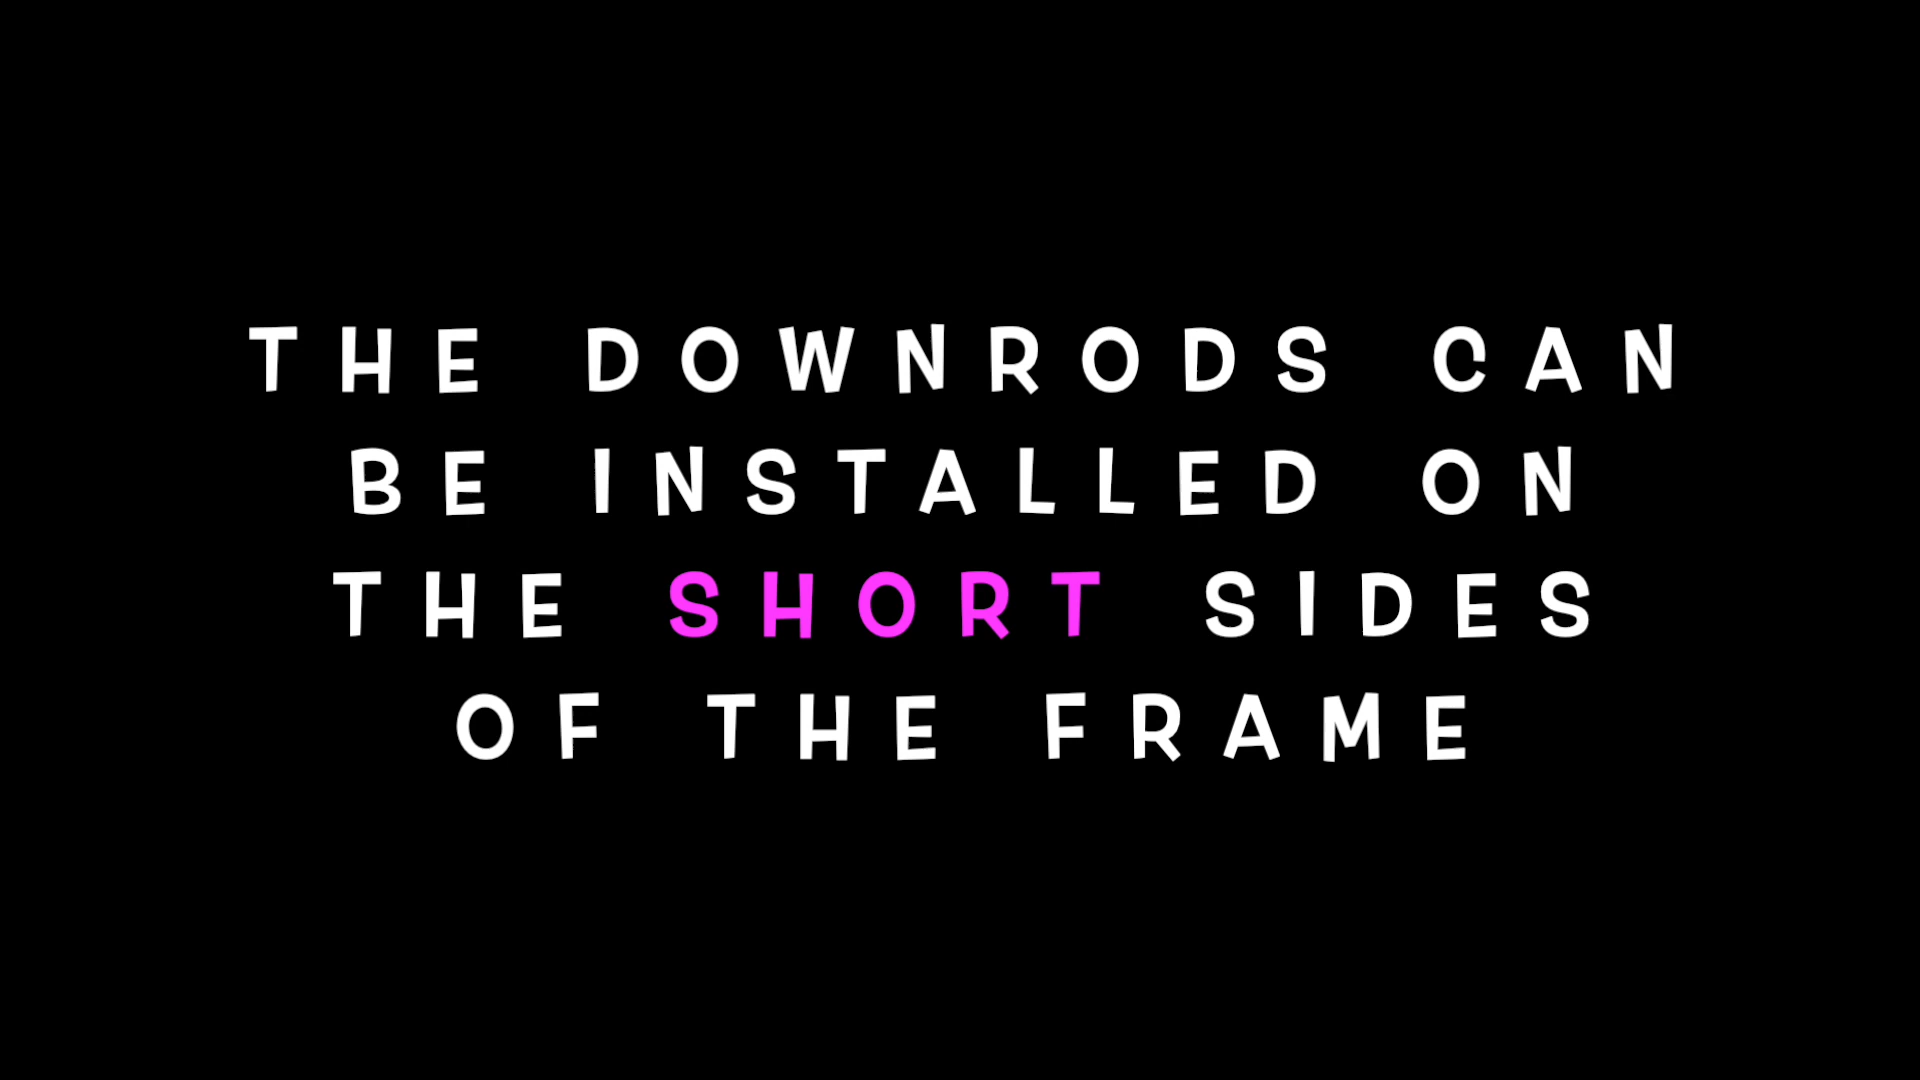 THE DOWNRODS CAN
BE INSTALLED ON
THE SHORT SIDES
OF THE FRAME